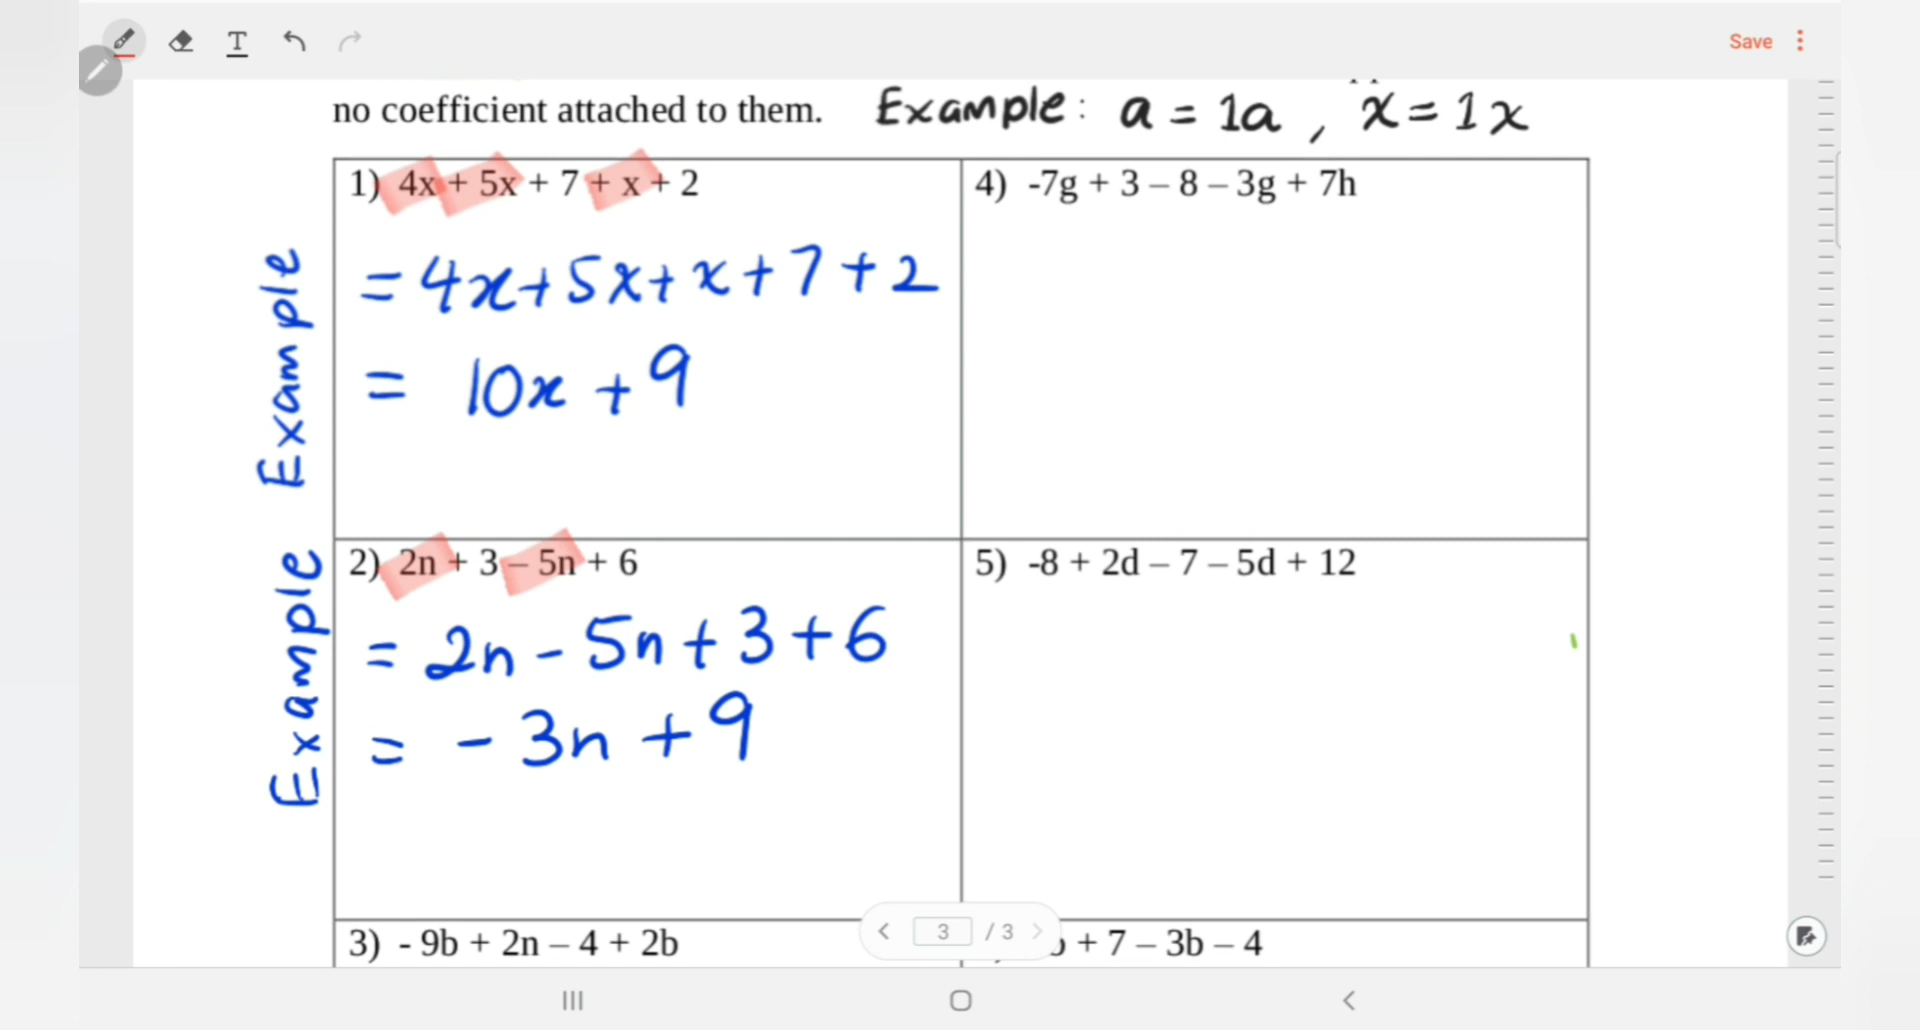 Save
no coefficient attached to them. Example: a = 1a , x = 1x
1) 4x + 5x + 7 + x + 2
= 4x + 5x + x + 7 + 2
= 10x + 9
Example
2) 2n + 3 – 5n + 6
= 2n - 5n + 3 + 6
= - 3n + 9
Example
3) - 9b + 2n – 4 + 2b
4) -7g + 3 – 8 – 3g + 7h
5) -8 + 2d – 7 – 5d + 12
+ 7 – 3b – 4
3 / 3